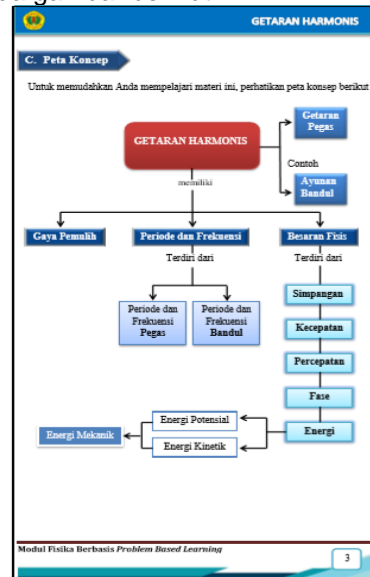 GETARAN HARMONIS
C. Peta Konsep
Untuk memudahkan Anda mempelajari materi ini, perhatikan peta konsep berikut
GETARAN HARMONIS
Getaran
Pegas
Contoh
Ayunan
Bandul
memiliki
Gaya Pemulih
Periode dan Frekuensi
Besaran Fisis
Terdiri dari
Terdiri dari
Periode dan
Frekuensi
Pegas
Periode dan
Frekuensi
Bandul
Simpangan
Kecepatan
Percepatan
Fase
Energi
Energi Potensial
Energi Kinetik
Energi Mekanik
Modul Fisika Berbasis Problem Based Learning
3